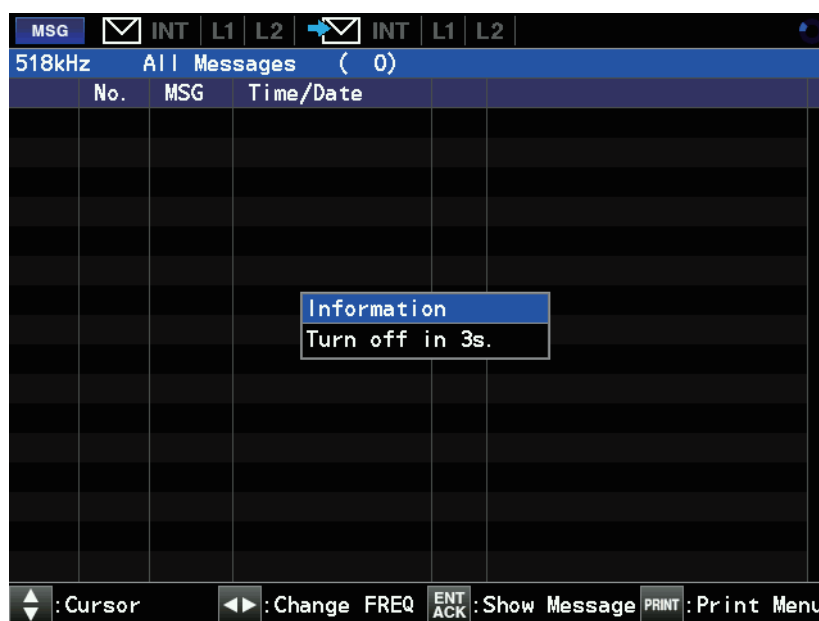 MSG INT L1 L2 INT L1 L2
518kHz All Messages ( 0)
No. MSG Time/Date
Information
Turn off in 3s.
:Cursor :Change FREQ ENT ACK :Show Message PRINT :Print Menu